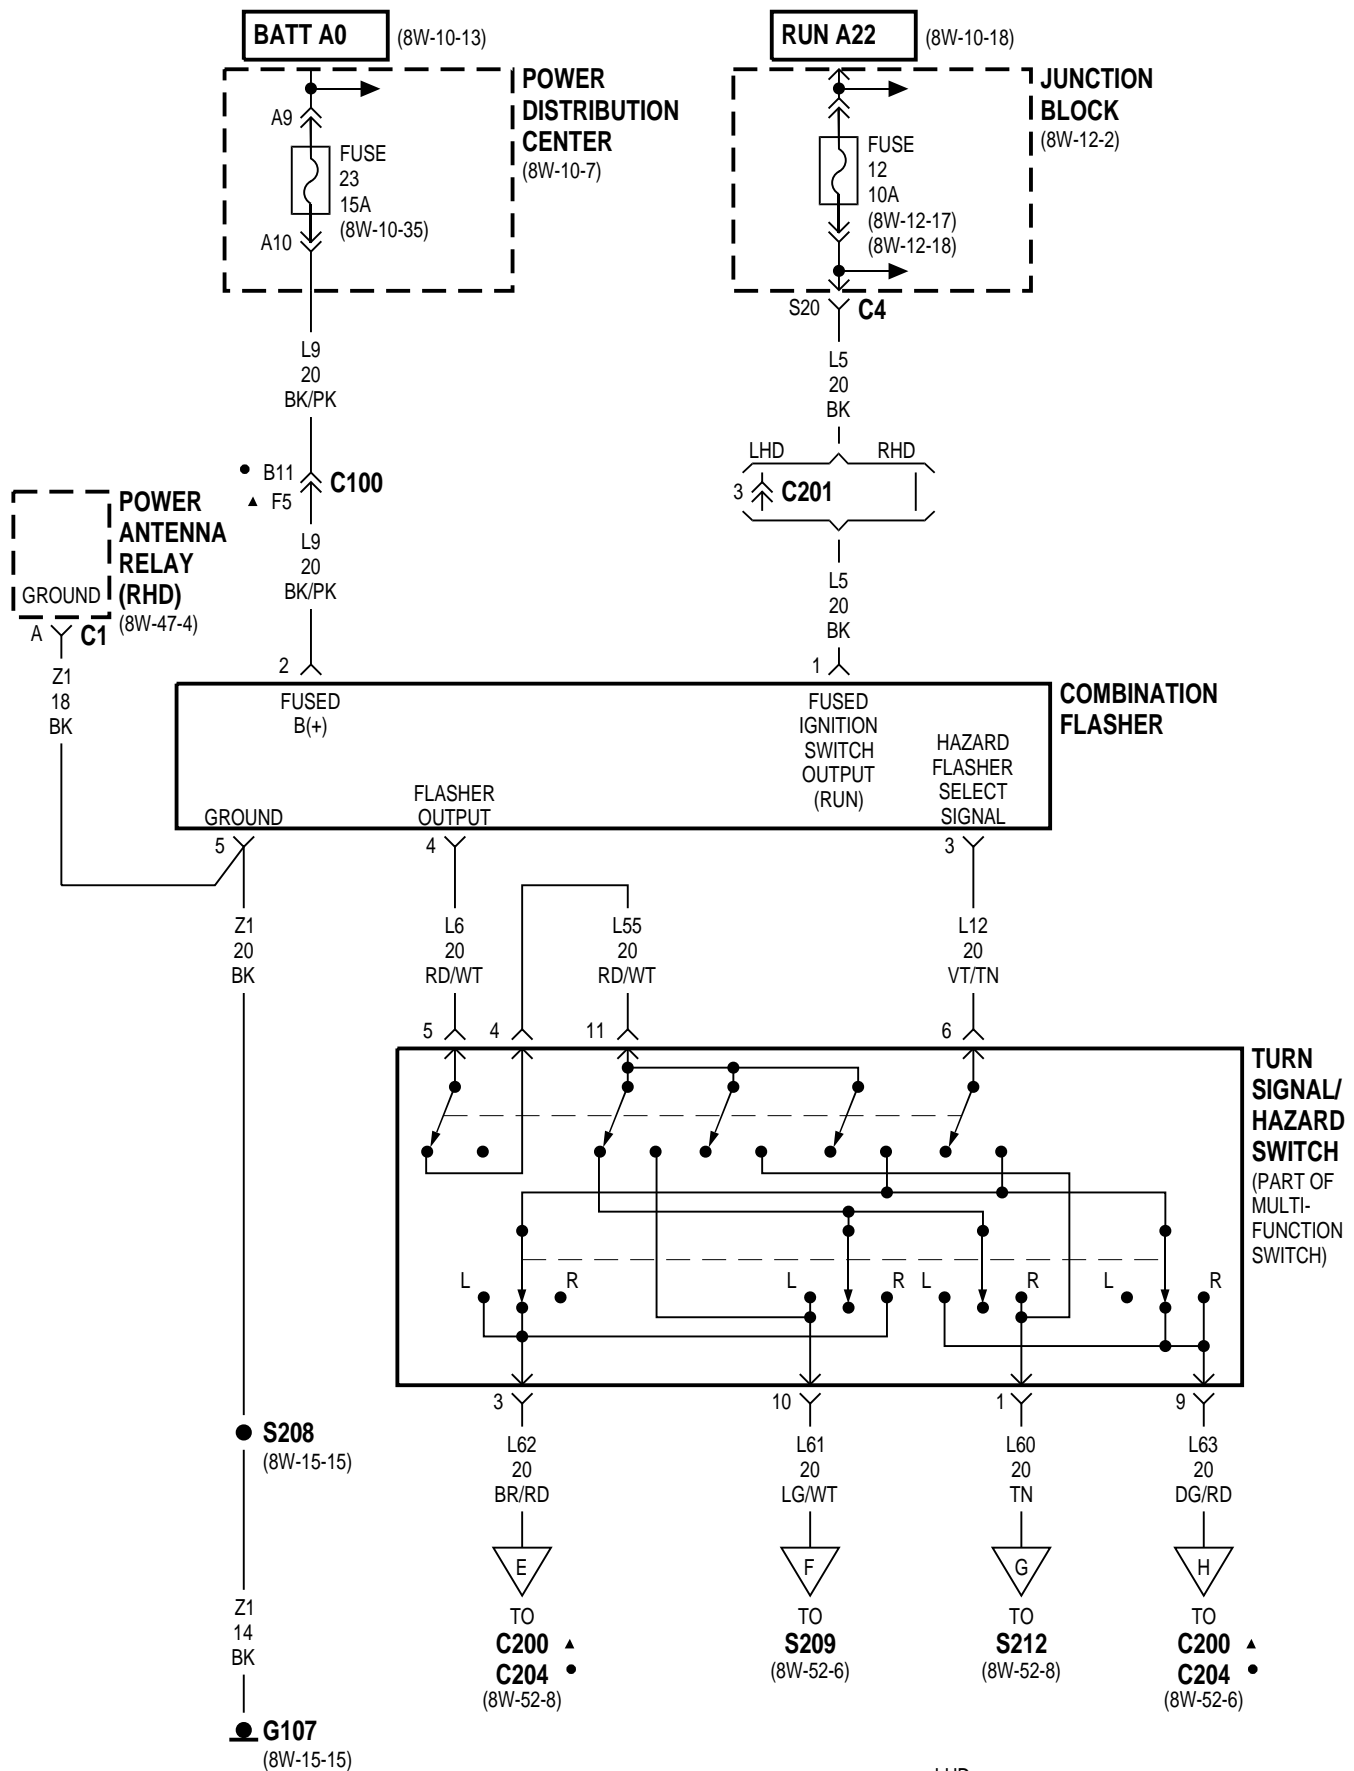 BATT A0 (8W-10-13)
RUN A22 (8W-10-18)
POWER
DISTRIBUTION
CENTER
(8W-10-7)
A9
FUSE
23
15A
(8W-10-35)
A10
JUNCTION
BLOCK
(8W-12-2)
FUSE
12
10A
(8W-12-17)
(8W-12-18)
S20 C4
L9
20
BK/PK
L5
20
BK
LHD RHD
B11
F5
C100
3 C201
L9
20
BK/PK
L5
20
BK
POWER
ANTENNA
RELAY
(RHD)
(8W-47-4)
GROUND
A C1
Z1
18
BK
2
1
COMBINATION
FLASHER
FUSED
B(+)
FUSED
IGNITION
SWITCH
OUTPUT
(RUN)
HAZARD
FLASHER
SELECT
SIGNAL
FLASHER
OUTPUT
GROUND
5
4
3
Z1
20
BK
L6
20
RD/WT
L55
20
RD/WT
L12
20
VT/TN
5 4 11 6
TURN
SIGNAL/
HAZARD
SWITCH
(PART OF
MULTI-
FUNCTION
SWITCH)
L R L R L R L R
3 10 1 9
S208
(8W-15-15)
L62
20
BR/RD
L61
20
LG/WT
L60
20
TN
L63
20
DG/RD
E F G H
Z1
14
BK
TO
C200
C204
(8W-52-8)
TO
S209
(8W-52-6)
TO
S212
(8W-52-8)
TO
C200
C204
(8W-52-6)
G107
(8W-15-15)